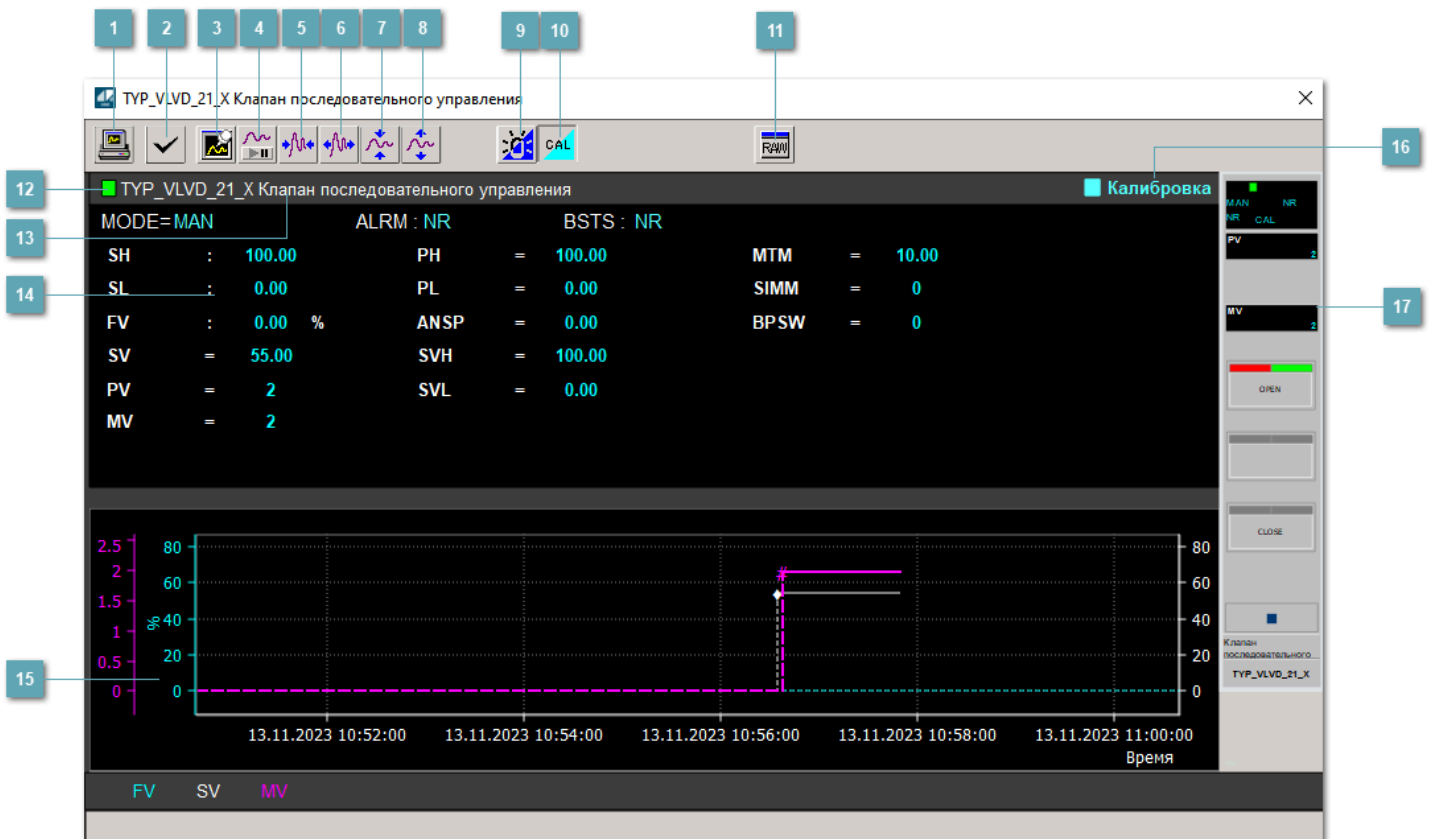 1 2 3 4 5 6 7 8 9 10 11
TYP_VLVD_21_X Клапан последовательного управления
CAL RAW
16
12
TYP_VLVD_21_X Клапан последовательного управления Калибровка
MAN NR
NR CAL
MODE=MAN ALRM : NR BSTS : NR
13
SH : 100.00 PH = 100.00 MTM = 10.00
PV
2
14
SL : 0.00 PL = 0.00 SIMM = 0
17
FV : 0.00 % ANSP = 0.00 BPSW = 0
MV
2
SV = 55.00 SVH = 100.00
PV = 2 SVL = 0.00
OPEN
MV = 2
CLOSE
2.5 80 80
2 60 60
1.5
% 40 40
1
0.5 20 20
0 0 0
15
Клапан
последовательного
TYP_VLVD_21_X
13.11.2023 10:52:00 13.11.2023 10:54:00 13.11.2023 10:56:00 13.11.2023 10:58:00 13.11.2023 11:00:00
Время
FV SV MV